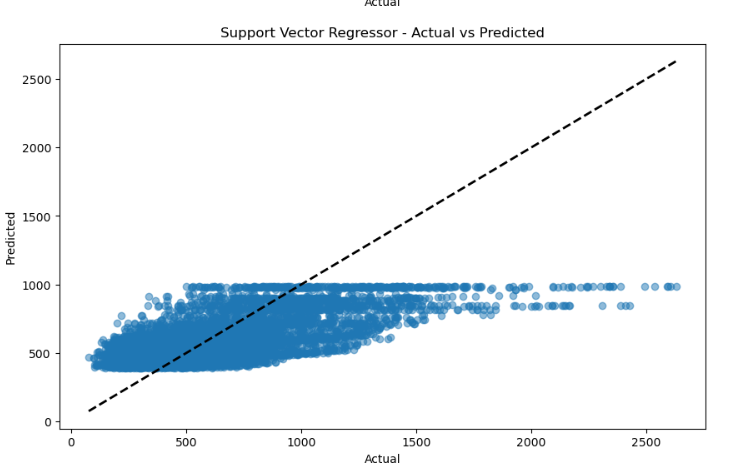 Actual
Support Vector Regressor - Actual vs Predicted
2500
2000
1500
1000
500
0
Predicted
0 500 1000 1500 2000 2500
Actual